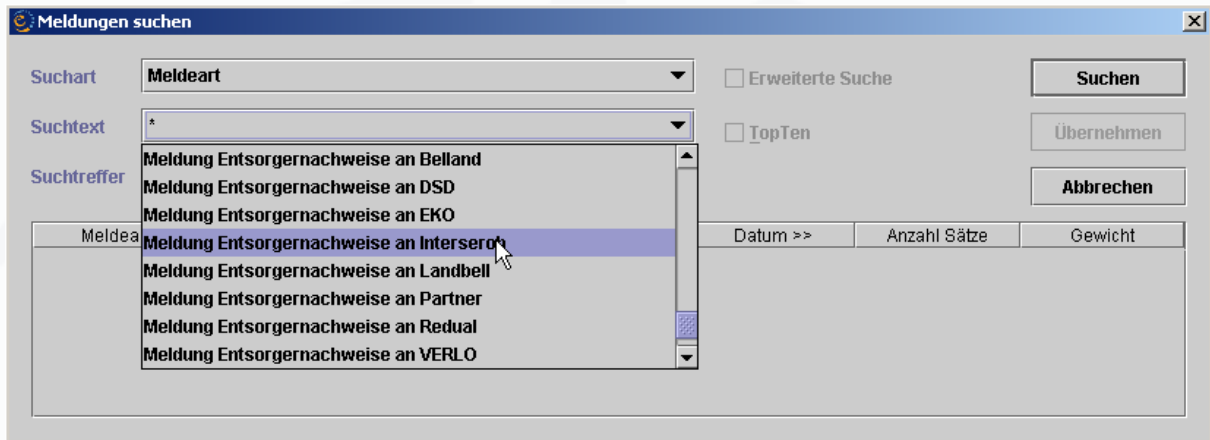 Meldungen suchen
Suchart Meldeart Erweiterte Suche Suchen
Suchtext * TopTen Übernehmen
Suchtreffer Abbrechen
Meldung Entsorgernachweise an Belland
Meldung Entsorgernachweise an DSD
Meldung Entsorgernachweise an EKO
Meldung Entsorgernachweise an Interseroh
Meldung Entsorgernachweise an Landbell
Meldung Entsorgernachweise an Partner
Meldung Entsorgernachweise an Redual
Meldung Entsorgernachweise an VERLO
Meldea Datum >> Anzahl Sätze Gewicht